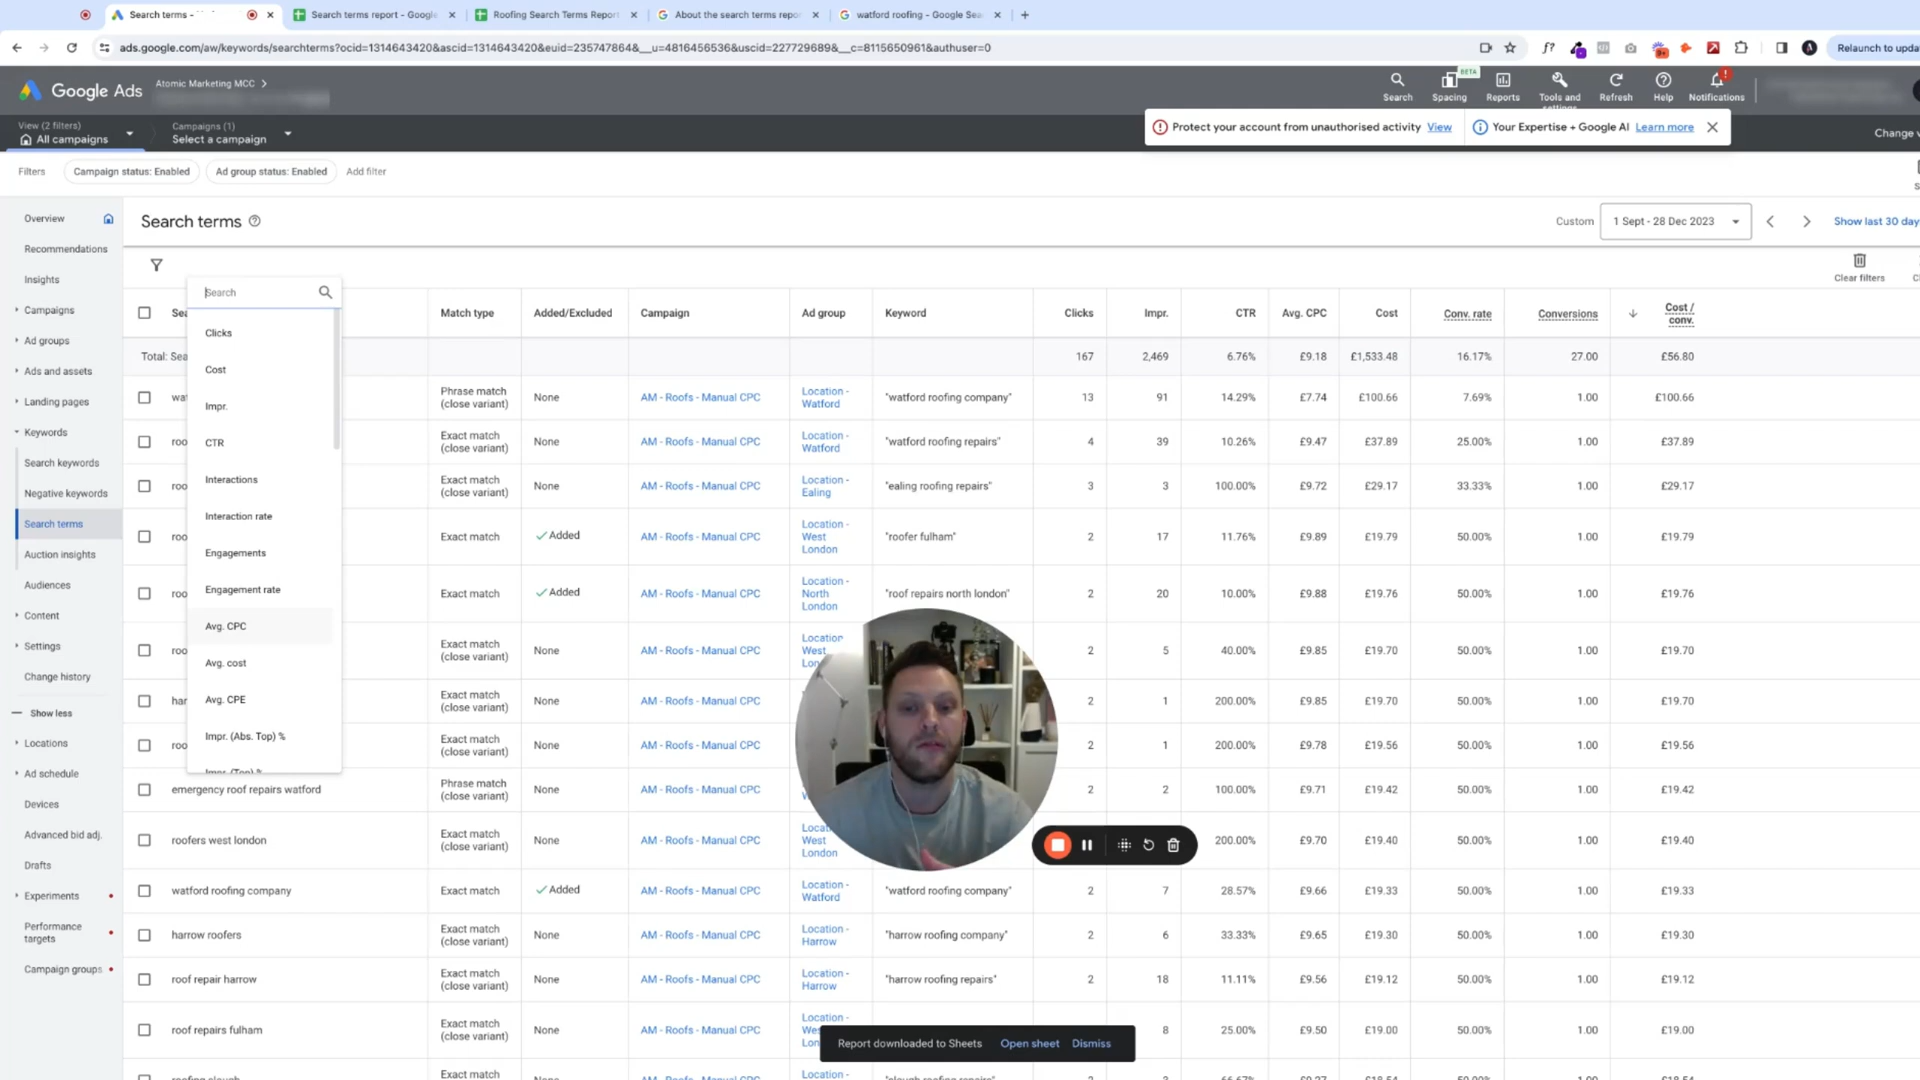 Search terms -
Search terms report - Google
Roofing Search Terms Report
About the search terms repo
watford roofing - Google Sea
ads.google.com/aw/keywords/searchterms?ocid=1314643420&ascid=1314643420&euid=235747864&__u=4816456536&uscid=227729689&__c=8115650961&authuser=0
Relaunch to upda
Google Ads
Atomic Marketing MCC
BETA
Search
Spacing
Reports
Tools and settings
Refresh
Help
Notifications
View (2 filters)
All campaigns
Campaigns (1)
Select a campaign
Protect your account from unauthorised activity View
Your Expertise + Google AI Learn more
Change v
Filters
Campaign status: Enabled
Ad group status: Enabled
Add filter
Overview
Recommendations
Insights
Campaigns
Ad groups
Ads and assets
Landing pages
Keywords
Search keywords
Negative keywords
Search terms
Auction insights
Audiences
Content
Settings
Change history
Show less
Locations
Ad schedule
Devices
Advanced bid adj.
Drafts
Experiments
Performance
targets
Campaign groups
Search terms
Custom
1 Sept - 28 Dec 2023
Show last 30 day
Clear filters
Search
Clicks
Cost
Impr.
CTR
Interactions
Interaction rate
Engagements
Engagement rate
Avg. CPC
Avg. cost
Avg. CPE
Impr. (Abs. Top) %
Impr. (Top) %
Sea Match type Added/Excluded Campaign Ad group Keyword Clicks Impr. CTR Avg. CPC Cost Conv. rate Conversions Cost / conv.
Total: Sea 167 2,469 6.76% £9.18 £1,533.48 16.17% 27.00 £56.80
wat Phrase match (close variant) None AM - Roofs - Manual CPC Location - Watford "watford roofing company" 13 91 14.29% £7.74 £100.66 7.69% 1.00 £100.66
roo Exact match (close variant) None AM - Roofs - Manual CPC Location - Watford "watford roofing repairs" 4 39 10.26% £9.47 £37.89 25.00% 1.00 £37.89
roo Exact match (close variant) None AM - Roofs - Manual CPC Location - Ealing "ealing roofing repairs" 3 3 100.00% £9.72 £29.17 33.33% 1.00 £29.17
roo Exact match Added AM - Roofs - Manual CPC Location - West London "roofer fulham" 2 17 11.76% £9.89 £19.79 50.00% 1.00 £19.79
roo Exact match Added AM - Roofs - Manual CPC Location - North London "roof repairs north london" 2 20 10.00% £9.88 £19.76 50.00% 1.00 £19.76
roo Exact match (close variant) None AM - Roofs - Manual CPC Location West Lon 2 5 40.00% £9.85 £19.70 50.00% 1.00 £19.70
har Exact match (close variant) None AM - Roofs - Manual CPC 2 1 200.00% £9.85 £19.70 50.00% 1.00 £19.70
roo Exact match (close variant) None AM - Roofs - Manual CPC 2 1 200.00% £9.78 £19.56 50.00% 1.00 £19.56
emergency roof repairs watford Phrase match (close variant) None AM - Roofs - Manual CPC 2 2 100.00% £9.71 £19.42 50.00% 1.00 £19.42
roofers west london Exact match (close variant) None AM - Roofs - Manual CPC Locat West London 200.00% £9.70 £19.40 50.00% 1.00 £19.40
watford roofing company Exact match Added AM - Roofs - Manual CPC Location - Watford "watford roofing company" 2 7 28.57% £9.66 £19.33 50.00% 1.00 £19.33
harrow roofers Exact match (close variant) None AM - Roofs - Manual CPC Location - Harrow "harrow roofing company" 2 6 33.33% £9.65 £19.30 50.00% 1.00 £19.30
roof repair harrow Exact match (close variant) None AM - Roofs - Manual CPC Location - Harrow "harrow roofing repairs" 2 18 11.11% £9.56 £19.12 50.00% 1.00 £19.12
roof repairs fulham Exact match (close variant) None AM - Roofs - Manual CPC Location - Wes Lon 8 25.00% £9.50 £19.00 50.00% 1.00 £19.00
Exact match Location -
Report downloaded to Sheets Open sheet Dismiss